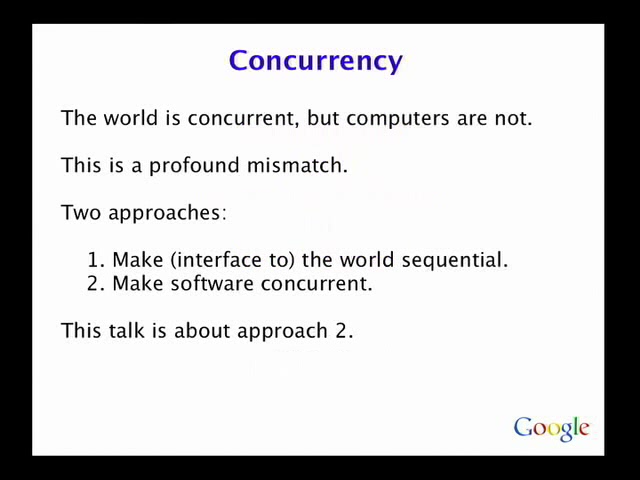 Concurrency
The world is concurrent, but computers are not.
This is a profound mismatch.
Two approaches:
1. Make (interface to) the world sequential.
2. Make software concurrent.
This talk is about approach 2.
Google